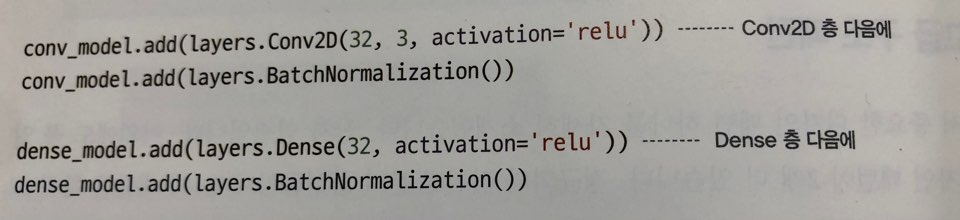 conv_model.add(layers.Conv2D(32, 3, activation='relu')) -------- Conv2D 층 다음에
conv_model.add(layers.BatchNormalization())
dense_model.add(layers.Dense(32, activation='relu')) -------- Dense 층 다음에
dense_model.add(layers.BatchNormalization())